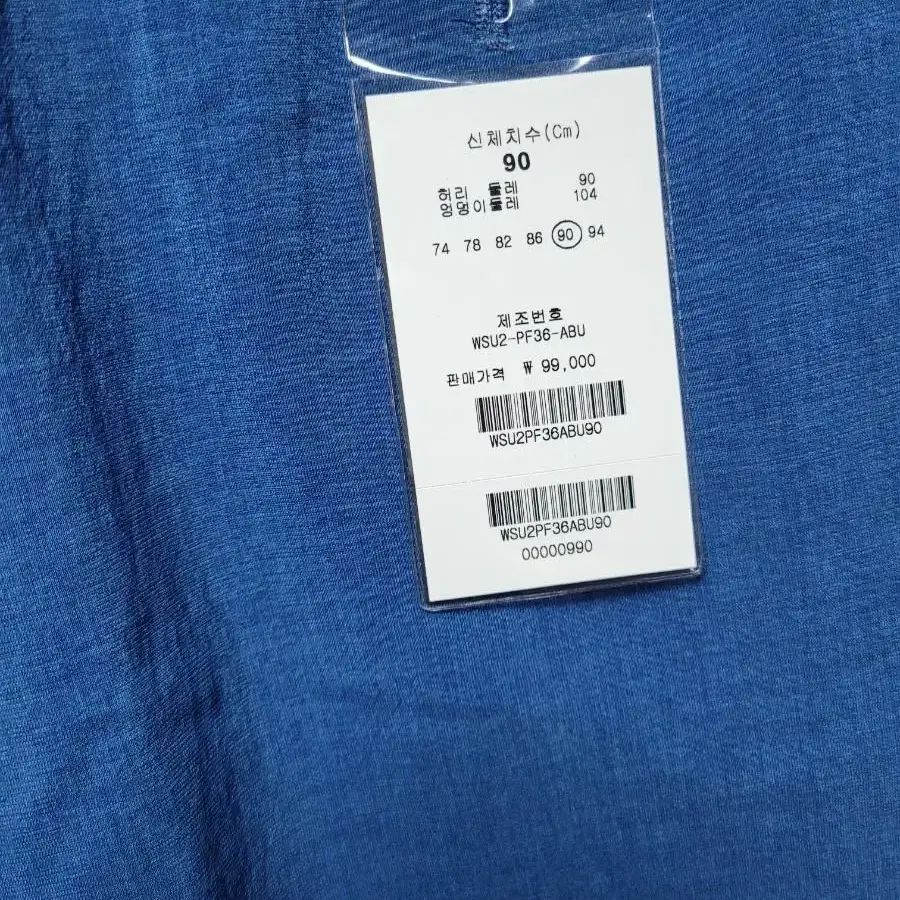 신체치수(Cm)
90
허리 둘레 90
엉덩이둘레 104
74 78 82 86 90 94
제조번호
WSU2-PF36-ABU
판매가격 ₩ 99,000
WSU2PF36ABU90
WSU2PF36ABU90
00000990